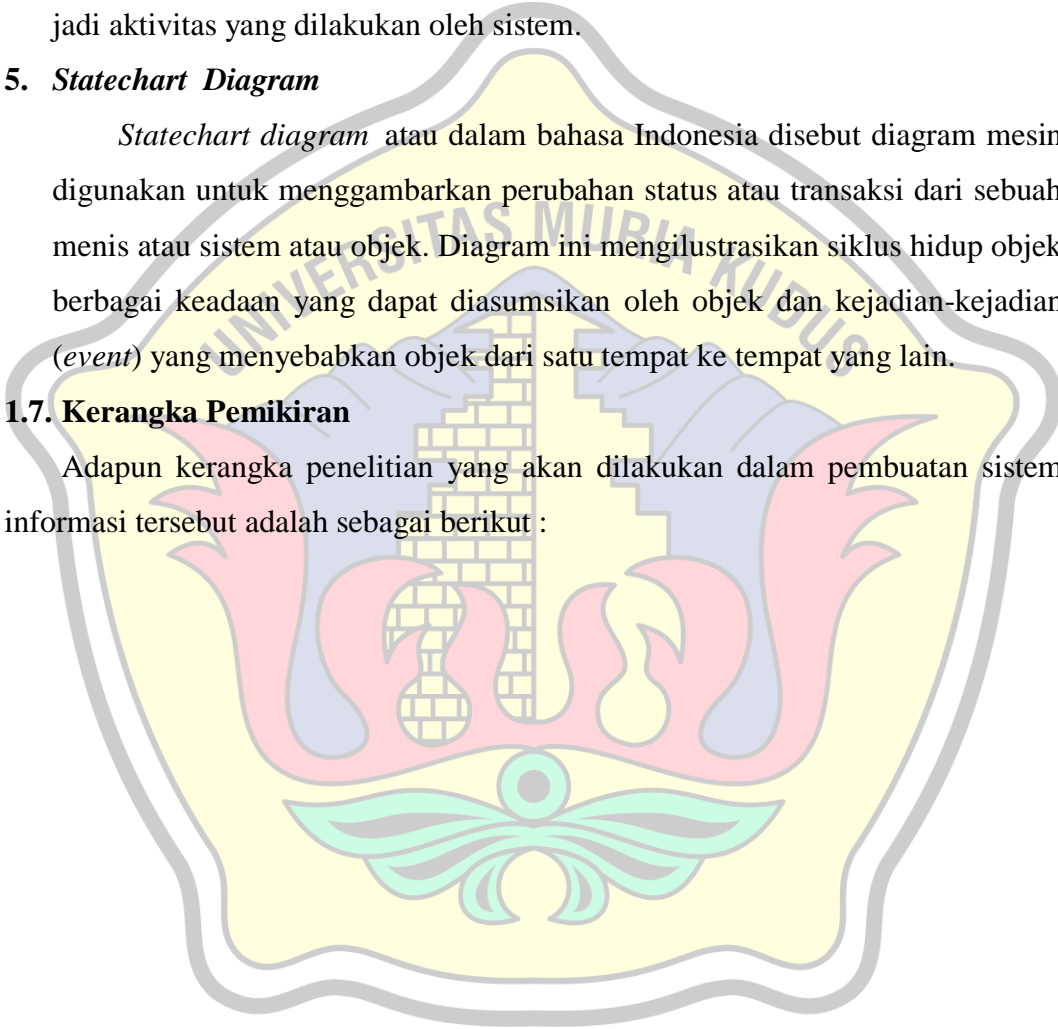 jadi aktivitas yang dilakukan oleh sistem.
5. Statechart Diagram
Statechart diagram atau dalam bahasa Indonesia disebut diagram mesin
digunakan untuk menggambarkan perubahan status atau transaksi dari sebuah
menis atau sistem atau objek. Diagram ini mengilustrasikan siklus hidup objek
berbagai keadaan yang dapat diasumsikan oleh objek dan kejadian-kejadian
(event) yang menyebabkan objek dari satu tempat ke tempat yang lain.
1.7. Kerangka Pemikiran
Adapun kerangka penelitian yang akan dilakukan dalam pembuatan sistem
informasi tersebut adalah sebagai berikut :
UNIVERSITAS MURIA KUDUS